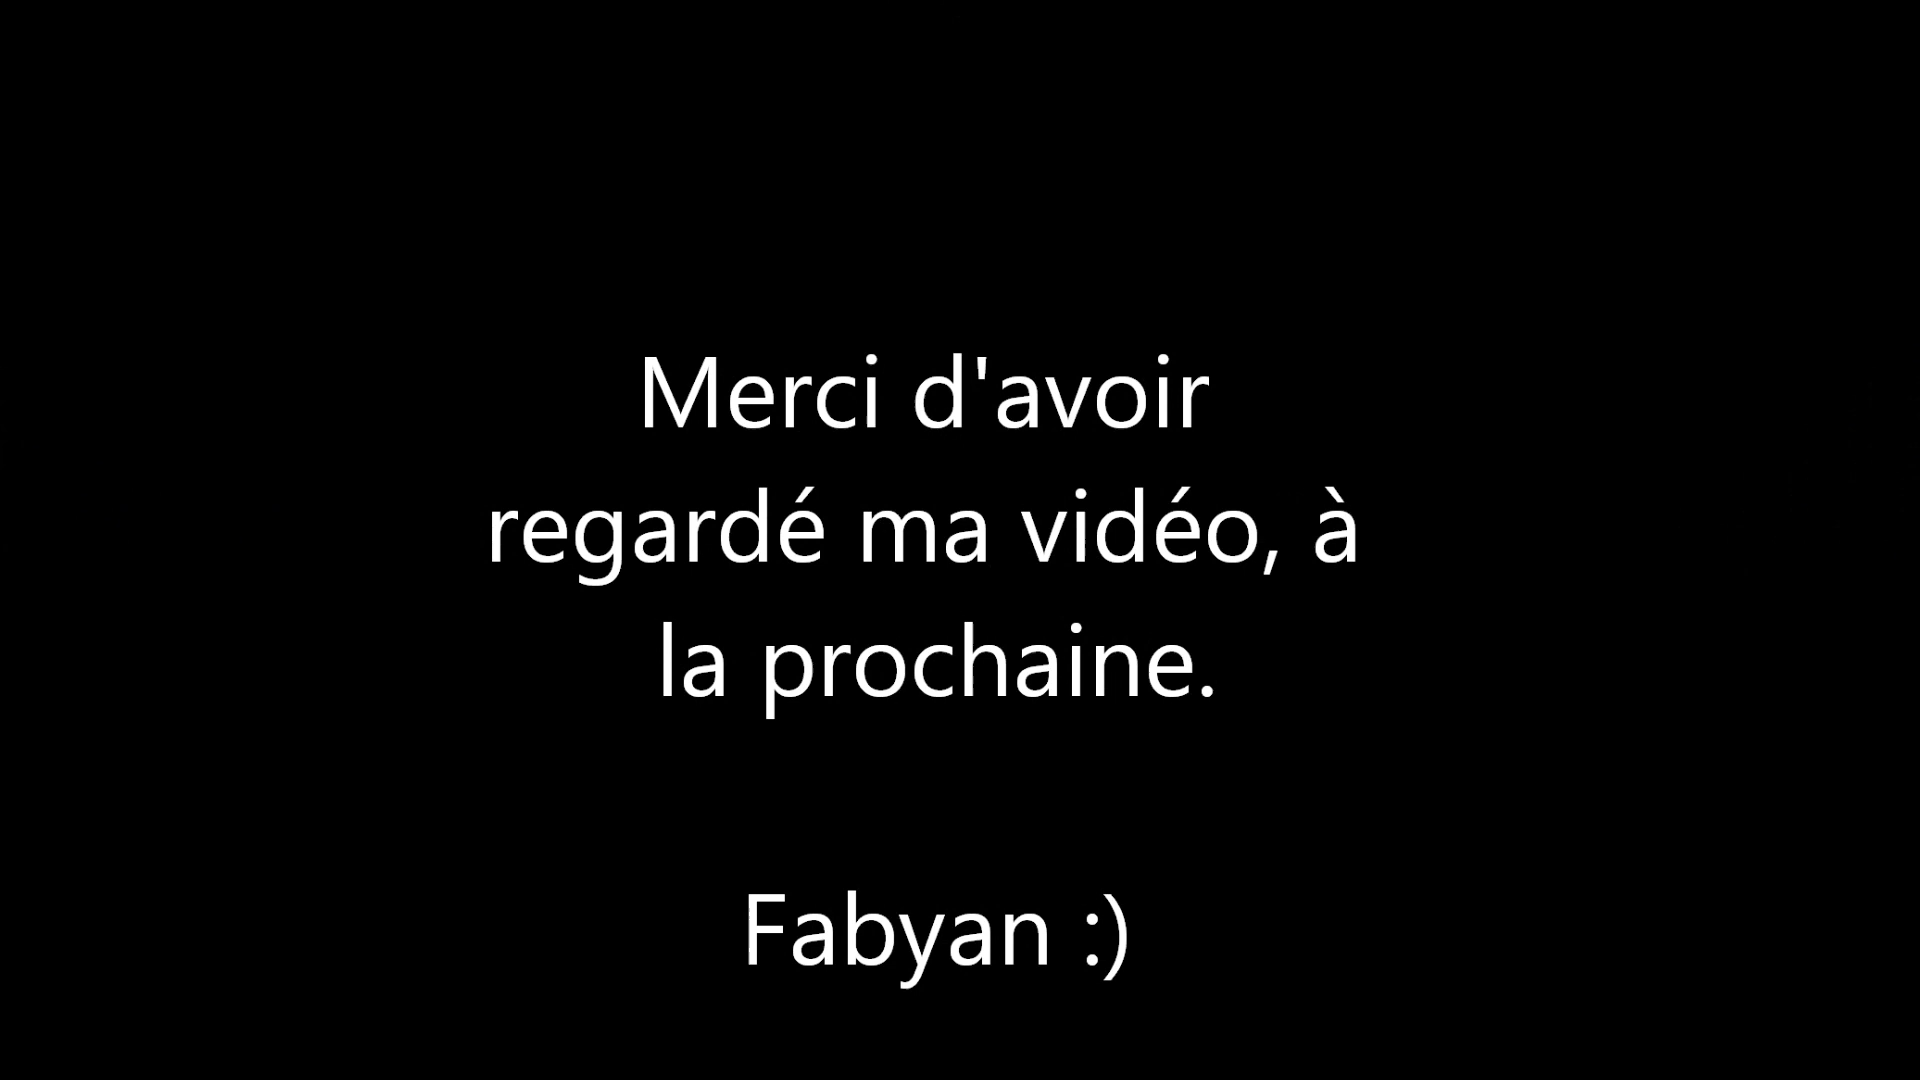 Merci d'avoir
regardé ma vidéo, à
la prochaine.
Fabyan :)